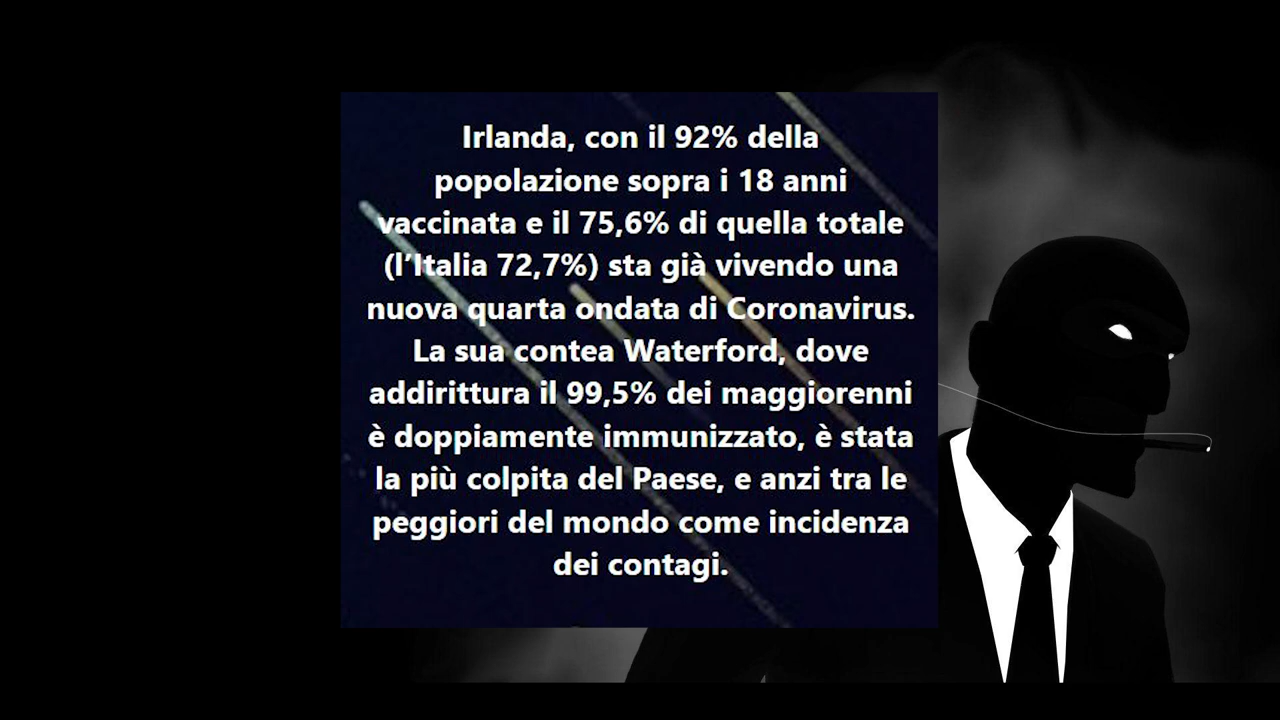 Irlanda, con il 92% della
popolazione sopra i 18 anni
vaccinata e il 75,6% di quella totale
(l’Italia 72,7%) sta già vivendo una
nuova quarta ondata di Coronavirus.
La sua contea Waterford, dove
addirittura il 99,5% dei maggiorenni
è doppiamente immunizzato, è stata
la più colpita del Paese, e anzi tra le
peggiori del mondo come incidenza
dei contagi.